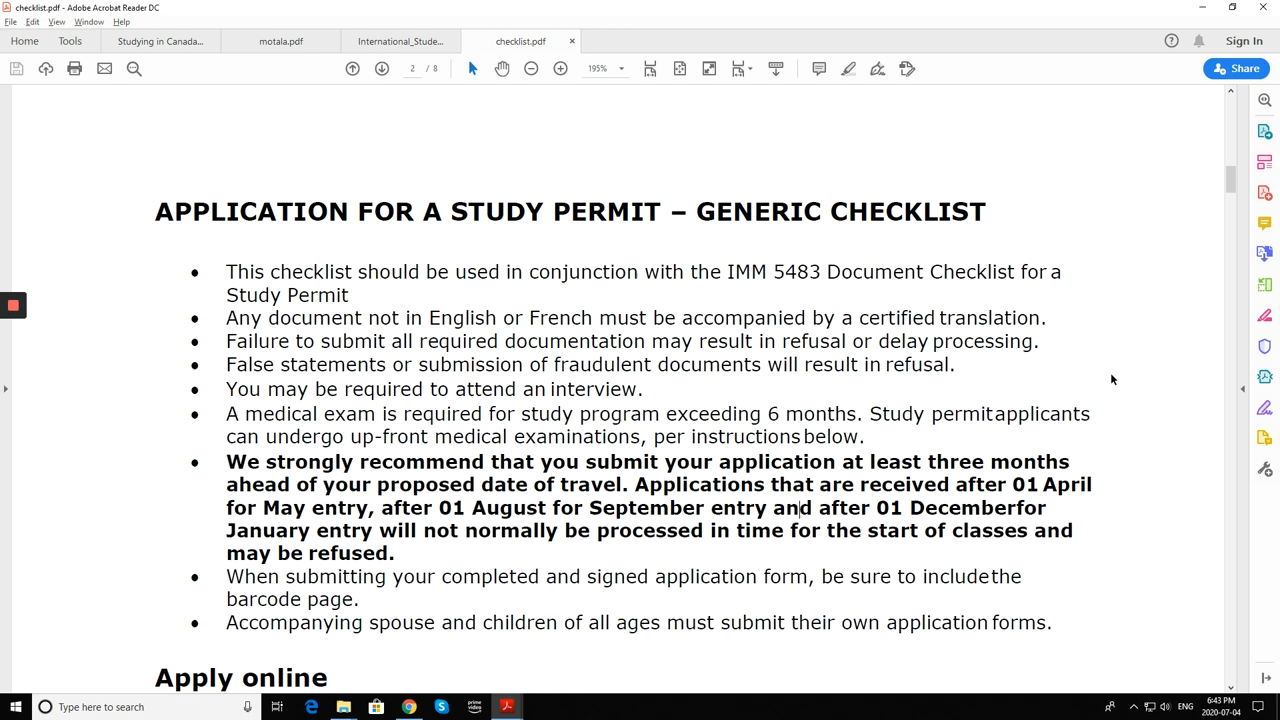 checklist.pdf - Adobe Acrobat Reader DC
File Edit View Window Help
Home Tools Studying in Canada... motala.pdf International_Stude... checklist.pdf Sign In
2 / 8 195% Share
APPLICATION FOR A STUDY PERMIT – GENERIC CHECKLIST
• This checklist should be used in conjunction with the IMM 5483 Document Checklist for a
Study Permit
• Any document not in English or French must be accompanied by a certified translation.
• Failure to submit all required documentation may result in refusal or delay processing.
• False statements or submission of fraudulent documents will result in refusal.
• You may be required to attend an interview.
• A medical exam is required for study program exceeding 6 months. Study permit applicants
can undergo up-front medical examinations, per instructions below.
• We strongly recommend that you submit your application at least three months
ahead of your proposed date of travel. Applications that are received after 01 April
for May entry, after 01 August for September entry and after 01 Decemberfor
January entry will not normally be processed in time for the start of classes and
may be refused.
• When submitting your completed and signed application form, be sure to include the
barcode page.
• Accompanying spouse and children of all ages must submit their own application forms.
Apply online
Type here to search
prime video
ENG
6:43 PM
2020-07-04